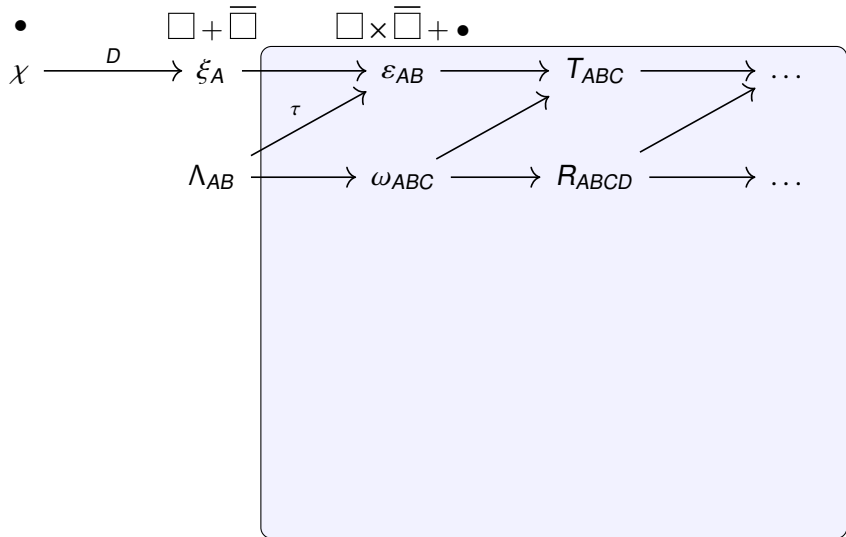 • □ + □̅ □ × □̅ + •
χ D ξ_A ε_AB T_ABC …
τ
Λ_AB ω_ABC R_ABCD …